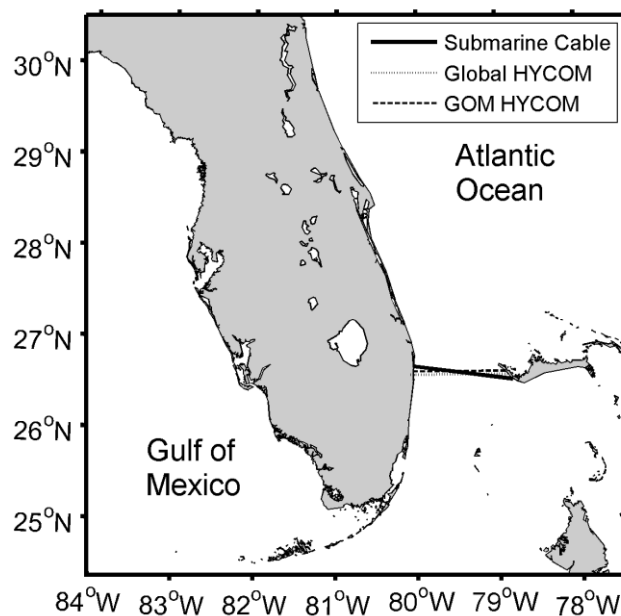 Submarine Cable
Global HYCOM
GOM HYCOM
Atlantic
Ocean
Gulf of
Mexico
30°N
29°N
28°N
27°N
26°N
25°N
84°W 83°W 82°W 81°W 80°W 79°W 78°W